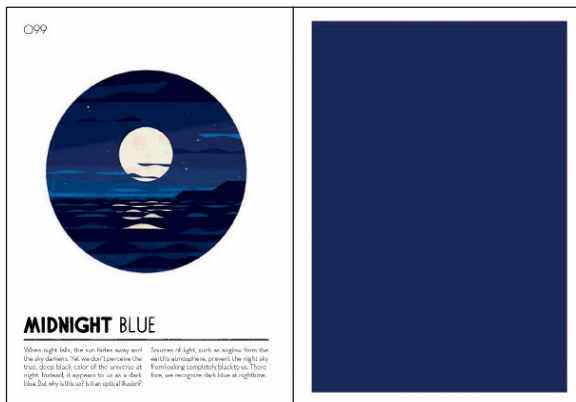 099
MIDNIGHT BLUE
When night falls, the sun fades away and
the sky darkens. Yet we don't perceive the
true, deep black color of the universe at
night. Instead, it appears to us as a dark
blue. But why is this so? Is it an optical illusion?
Sources of light, such as airglow from the
earth's atmosphere, prevent the night sky
from looking completely black to us. There-
fore, we recognize dark blue at nighttime.